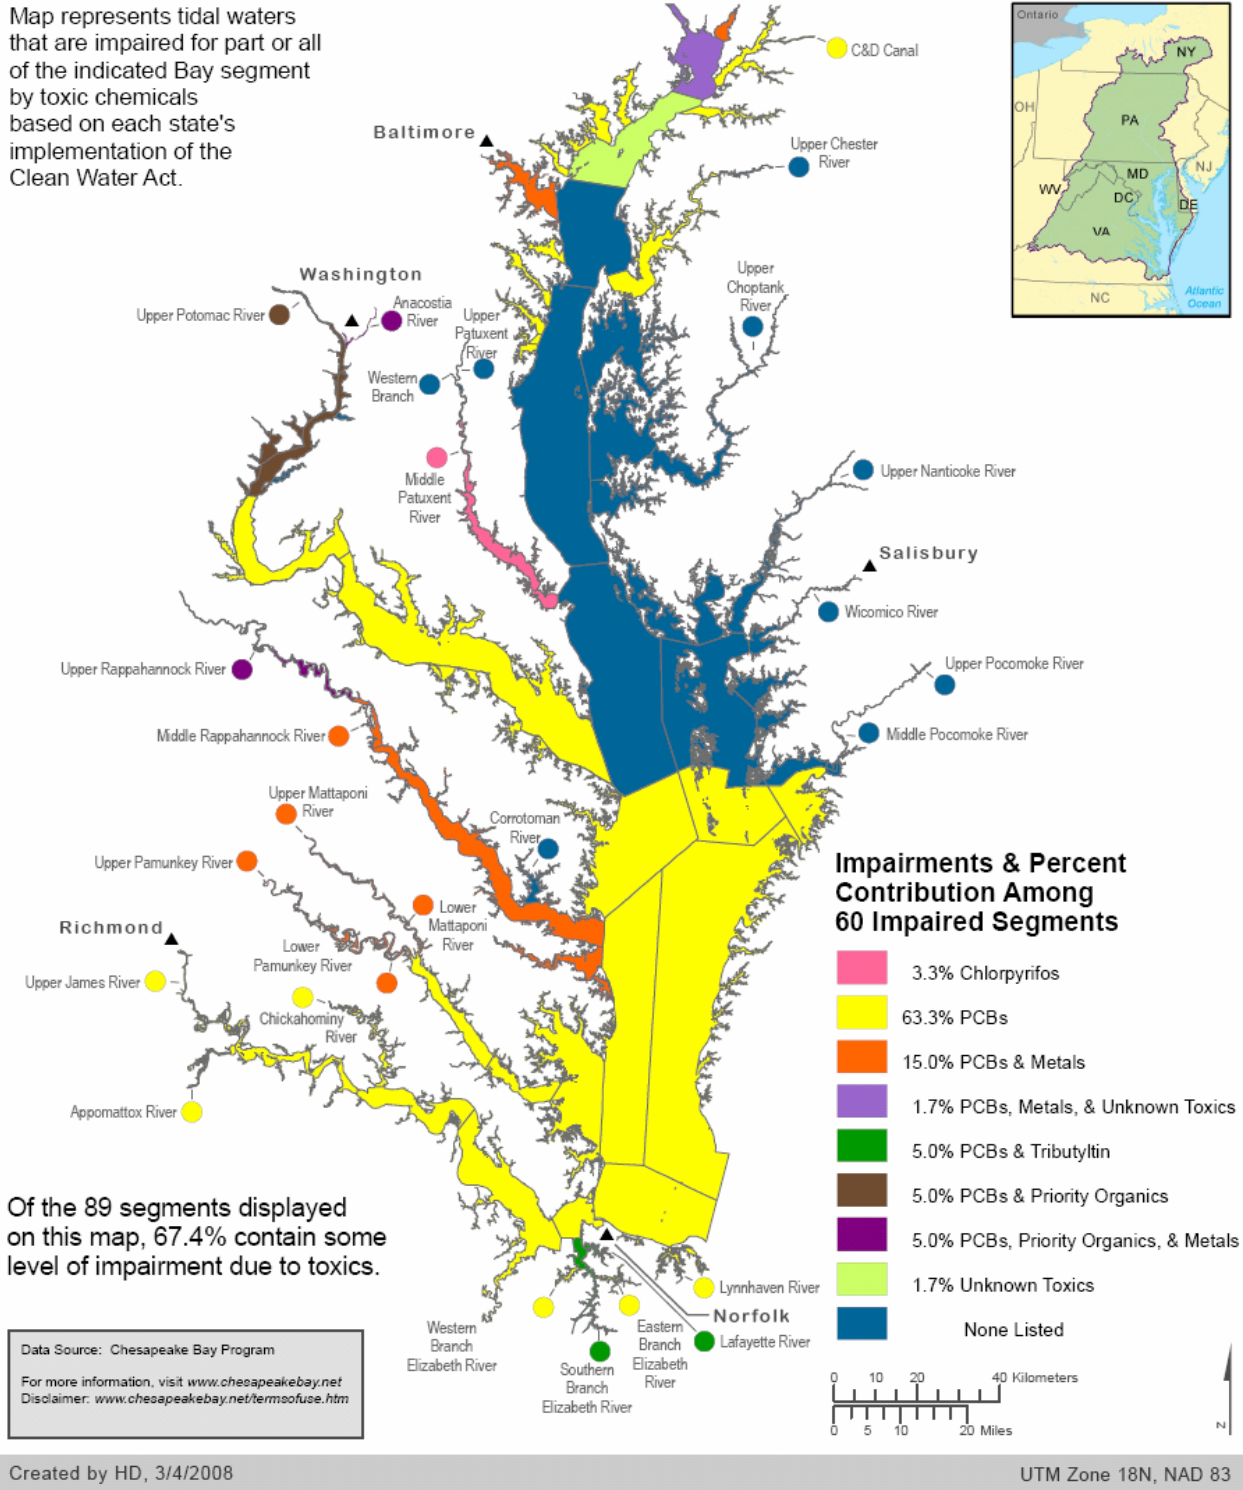 Map represents tidal waters
that are impaired for part or all
of the indicated Bay segment
by toxic chemicals
based on each state's
implementation of the
Clean Water Act.
C&D Canal
Baltimore
Upper Chester
River
Ontario
NY
OH
PA
NJ
MD
WV
DC
DE
VA
NC
Atlantic
Ocean
Washington
Upper Potomac River
Anacostia
River
Upper
Patuxent
River
Western
Branch
Upper
Choptank
River
Middle
Patuxent
River
Upper Nanticoke River
Salisbury
Wicomico River
Upper Rappahannock River
Upper Pocomoke River
Middle Rappahannock River
Middle Pocomoke River
Upper Mattaponi
River
Corrotoman
River
Upper Pamunkey River
Lower
Mattaponi
River
Richmond
Lower
Pamunkey River
Upper James River
Chickahominy
River
Appomattox River
Impairments & Percent
Contribution Among
60 Impaired Segments
3.3% Chlorpyrifos
63.3% PCBs
15.0% PCBs & Metals
1.7% PCBs, Metals, & Unknown Toxics
5.0% PCBs & Tributyltin
5.0% PCBs & Priority Organics
5.0% PCBs, Priority Organics, & Metals
1.7% Unknown Toxics
None Listed
Of the 89 segments displayed
on this map, 67.4% contain some
level of impairment due to toxics.
Lynnhaven River
Norfolk
Lafayette River
Western
Branch
Elizabeth River
Eastern
Branch
Elizabeth
River
Southern
Branch
Elizabeth River
Data Source: Chesapeake Bay Program
For more information, visit www.chesapeakebay.net
Disclaimer: www.chesapeakebay.net/termsofuse.htm
0 10 20 40 Kilometers
0 5 10 20 Miles
N
Created by HD, 3/4/2008
UTM Zone 18N, NAD 83